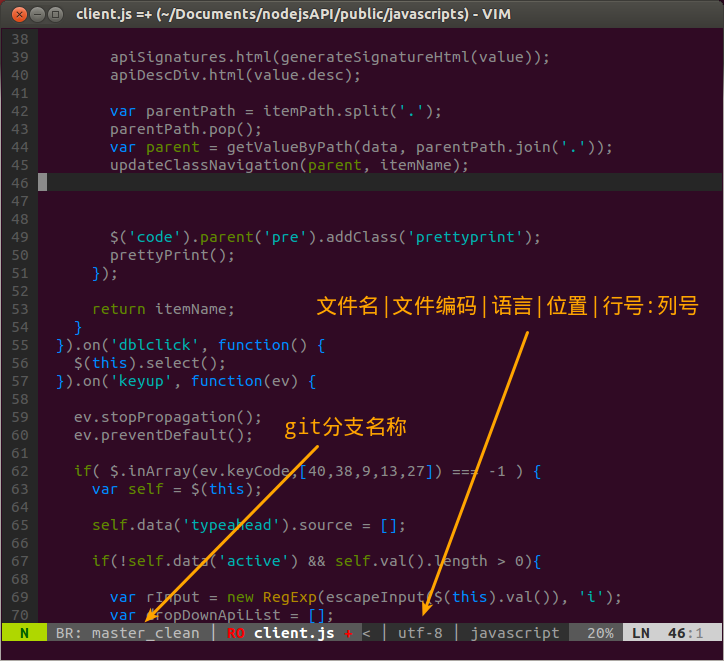 client.js =+ (~/Documents/nodejsAPI/public/javascripts) - VIM
38
39 apiSignatures.html(generateSignatureHtml(value));
40 apiDescDiv.html(value.desc);
41
42 var parentPath = itemPath.split('.');
43 parentPath.pop();
44 var parent = getValueByPath(data, parentPath.join('.'));
45 updateClassNavigation(parent, itemName);
46
47
48
49 $('code').parent('pre').addClass('prettyprint');
50 prettyPrint();
51 });
52
53 return itemName;
文件名|文件编码|语言|位置|行号:列号
54 }
55 }).on('dblclick', function() {
56 $(this).select();
57 }).on('keyup', function(ev) {
58
59 ev.stopPropagation();
git分支名称
60 ev.preventDefault();
61
62 if( $.inArray(ev.keyCode,[40,38,9,13,27]) === -1 ) {
63 var self = $(this);
64
65 self.data('typeahead').source = [];
66
67 if(!self.data('active') && self.val().length > 0){
68
69 var rInput = new RegExp(escapeInput($(this).val()), 'i');
70 var dropDownApiList = [];
N BR: master_clean | RO client.js + < | utf-8 | javascript 20% LN 46:1